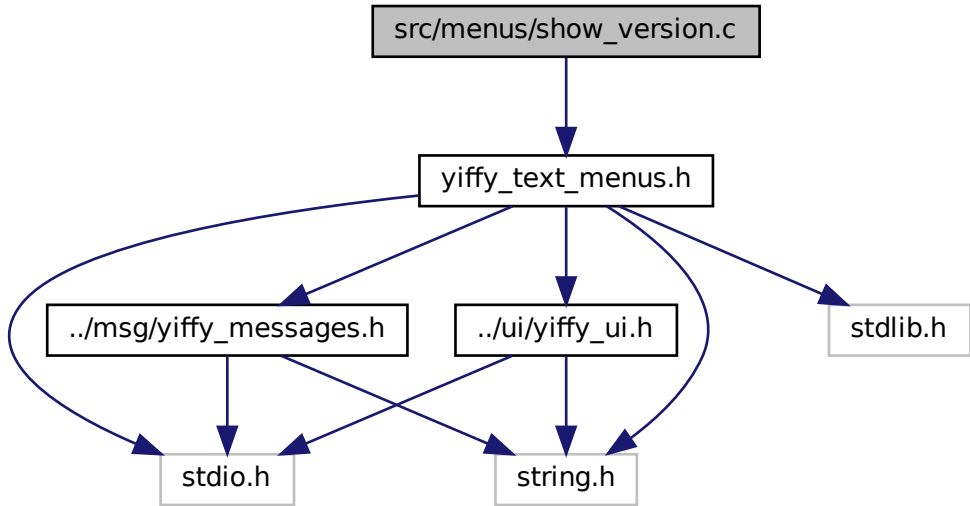 src/menus/show_version.c
yiffy_text_menus.h
../msg/yiffy_messages.h
../ui/yiffy_ui.h
stdlib.h
stdio.h
string.h